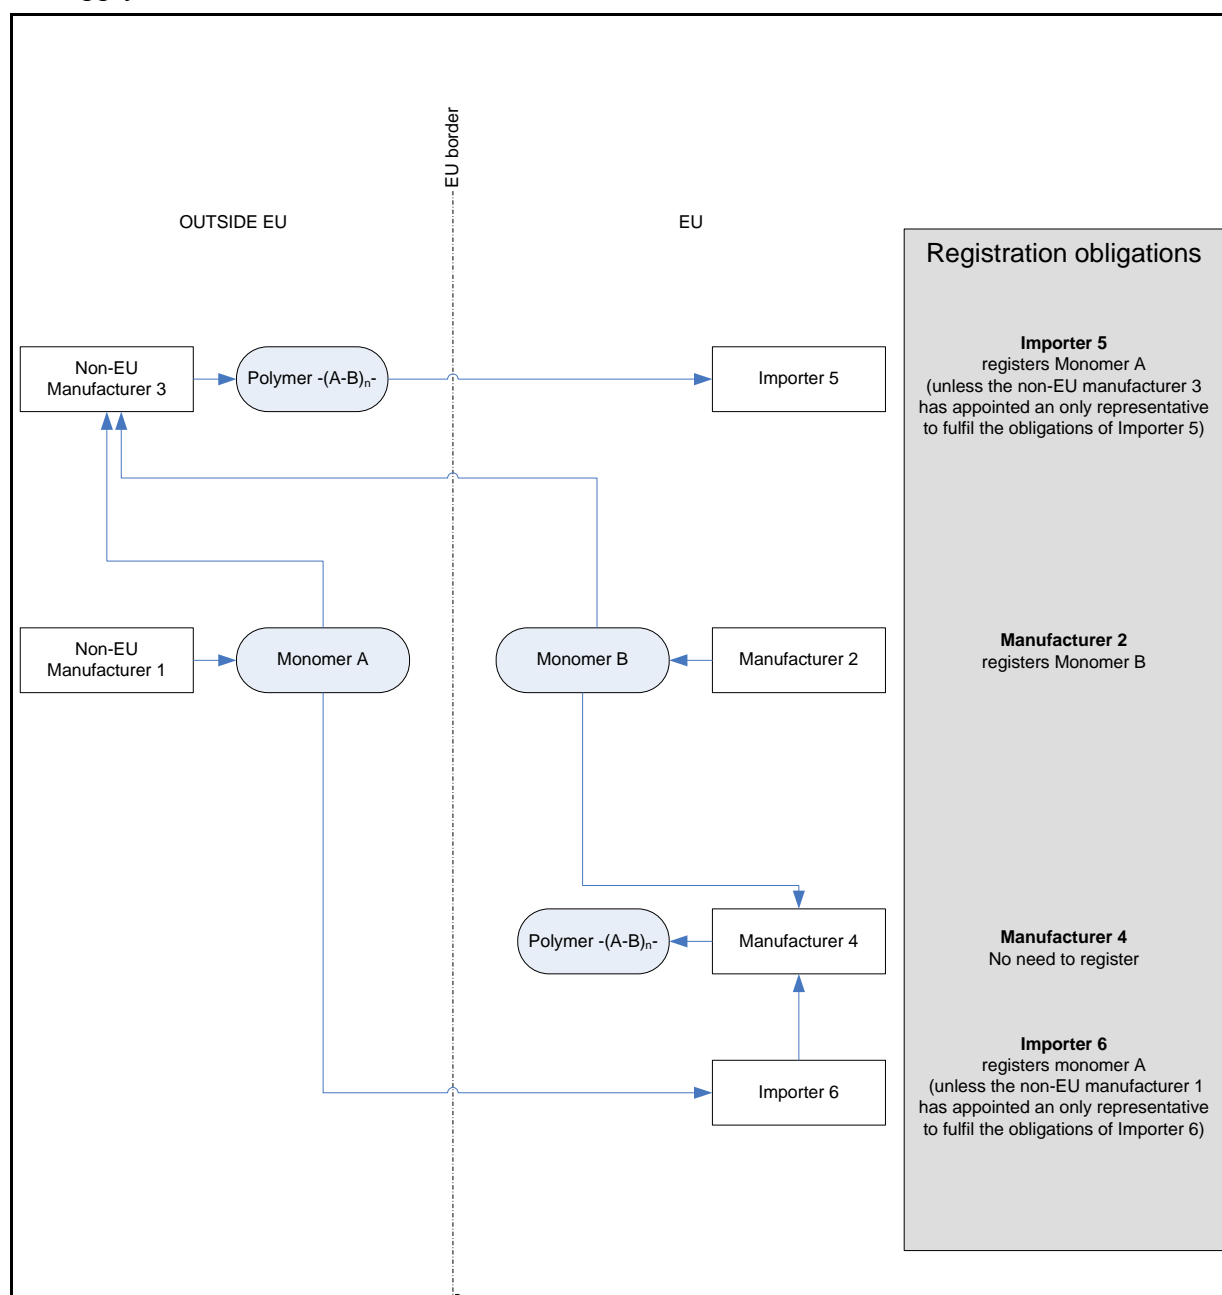 EU border
OUTSIDE EU
EU
Registration obligations
Non-EU
Manufacturer 3
Polymer -(A-B)n-
Importer 5
Importer 5
registers Monomer A
(unless the non-EU manufacturer 3
has appointed an only representative
to fulfil the obligations of Importer 5)
Non-EU
Manufacturer 1
Monomer A
Monomer B
Manufacturer 2
Manufacturer 2
registers Monomer B
Polymer -(A-B)n-
Manufacturer 4
Manufacturer 4
No need to register
Importer 6
Importer 6
registers monomer A
(unless the non-EU manufacturer 1
has appointed an only representative
to fulfil the obligations of Importer 6)